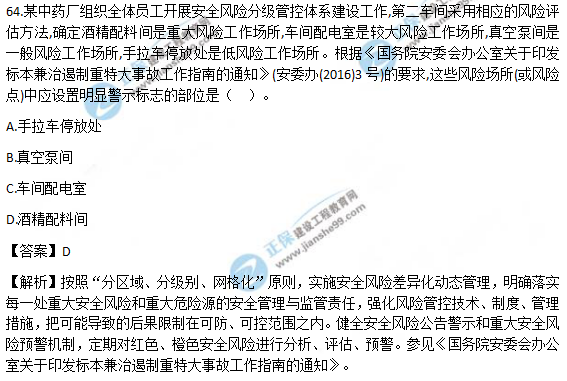 64.某中药厂组织全体员工开展安全风险分级管控体系建设工作,第二车间采用相应的风险评
估方法,确定酒精配料间是重大风险工作场所,车间配电室是较大风险工作场所,真空泵间是
一般风险工作场所,手拉车停放处是低风险工作场所。根据《国务院安委会办公室关于印发
标本兼治遏制重特大事故工作指南的通知》(安委办(2016)3 号)的要求,这些风险场所(或风险
点)中应设置明显警示标志的部位是( )。
A.手拉车停放处
B.真空泵间
C.车间配电室
D.酒精配料间
【答案】D
【解析】按照“分区域、分级别、网格化”原则，实施安全风险差异化动态管理，明确落实
每一处重大安全风险和重大危险源的安全管理与监管责任，强化风险管控技术、制度、管理
措施，把可能导致的后果限制在可防、可控范围之内。健全安全风险公告警示和重大安全风
险预警机制，定期对红色、橙色安全风险进行分析、评估、预警。参见《国务院安委会办公
室关于印发标本兼治遏制重特大事故工作指南的通知》。
正保建设工程教育网
www.jianshe99.com